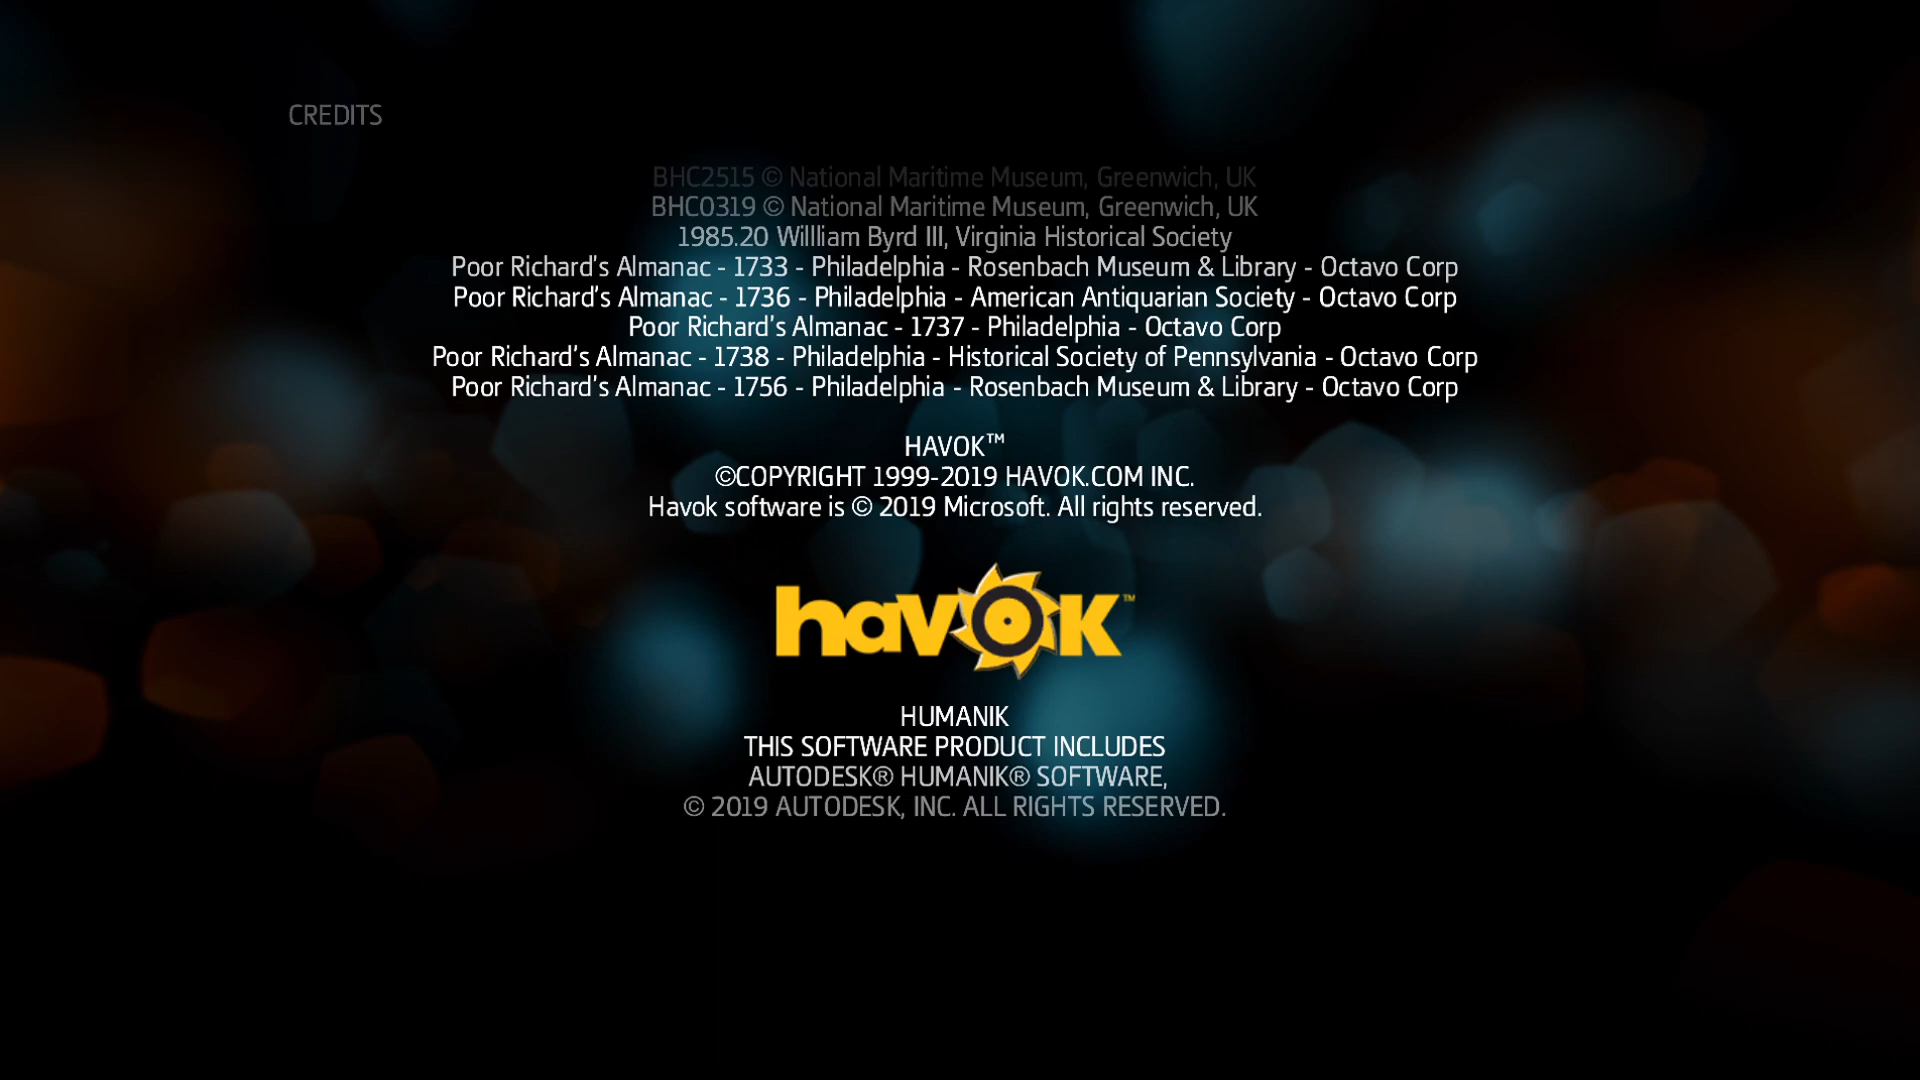 CREDITS
BHC2515 © National Maritime Museum, Greenwich, UK
BHC0319 © National Maritime Museum, Greenwich, UK
1985.20 Willliam Byrd III, Virginia Historical Society
Poor Richard's Almanac - 1733 - Philadelphia - Rosenbach Museum & Library - Octavo Corp
Poor Richard's Almanac - 1736 - Philadelphia - American Antiquarian Society - Octavo Corp
Poor Richard's Almanac - 1737 - Philadelphia - Octavo Corp
Poor Richard's Almanac - 1738 - Philadelphia - Historical Society of Pennsylvania - Octavo Corp
Poor Richard's Almanac - 1756 - Philadelphia - Rosenbach Museum & Library - Octavo Corp
HAVOK™
©COPYRIGHT 1999-2019 HAVOK.COM INC.
Havok software is © 2019 Microsoft. All rights reserved.
havok™
HUMANIK
THIS SOFTWARE PRODUCT INCLUDES
AUTODESK® HUMANIK® SOFTWARE,
© 2019 AUTODESK, INC. ALL RIGHTS RESERVED.